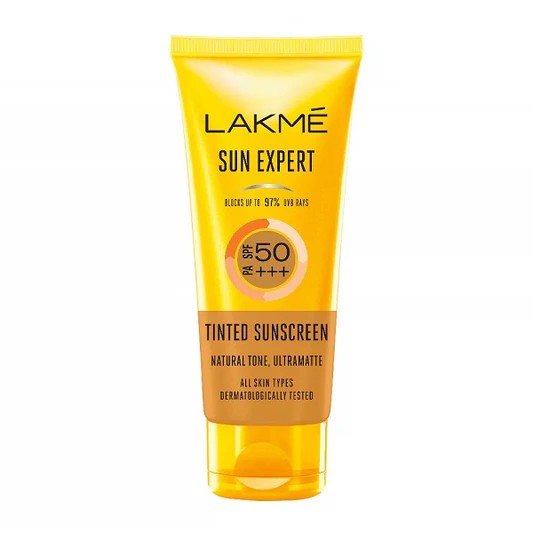 LAKMÉ
SUN EXPERT
BLOCKS UP TO 97% UVB RAYS
SPF 50
PA +++
TINTED SUNSCREEN
NATURAL TONE, ULTRAMATTE
ALL SKIN TYPES
DERMATOLOGICALLY TESTED